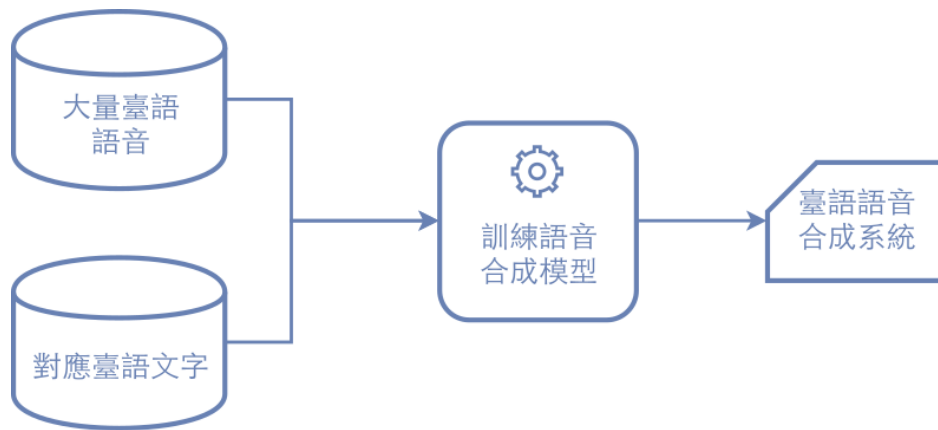 大量臺語
語音
對應臺語文字
訓練語音
合成模型
臺語語音
合成系統